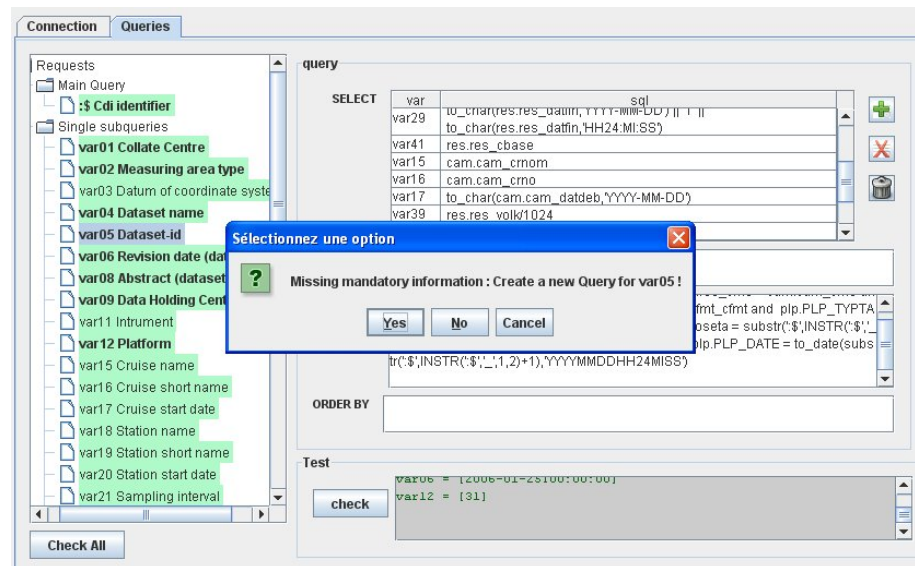 Connection Queries
Requests
Main Query
:$ Cdi identifier
Single subqueries
var01 Collate Centre
var02 Measuring area type
var03 Datum of coordinate syste
var04 Dataset name
var05 Dataset-id
var06 Revision date (dat
var08 Abstract (dataset
var09 Data Holding Cent
var11 Intrument
var12 Platform
var15 Cruise name
var16 Cruise short name
var17 Cruise start date
var18 Station name
var19 Station short name
var20 Station start date
var21 Sampling interval
Check All
query
SELECT
var sql
var29 to_char(res.res_datfin,'YYYY-MM-DD') || 'T' ||
to_char(res.res_datfin,'HH24:MI:SS')
var41 res.res_cbase
var15 cam.cam_crnom
var16 cam.cam_crno
var17 to_char(cam.cam_datdeb,'YYYY-MM-DD')
var39 res.res_volk/1024
Sélectionnez une option
Missing mandatory information : Create a new Query for var05 !
Yes No Cancel
fmt_cfmt and plp.PLP_TYPTA
oseta = substr(':$',INSTR(':$','_
plp.PLP_DATE = to_date(subs
tr(':$',INSTR(':$','_',1,2)+1),'YYYYMMDDHH24MISS')
ORDER BY
Test
check
var06 = [2006-01-25T00:00:00]
var12 = [31]